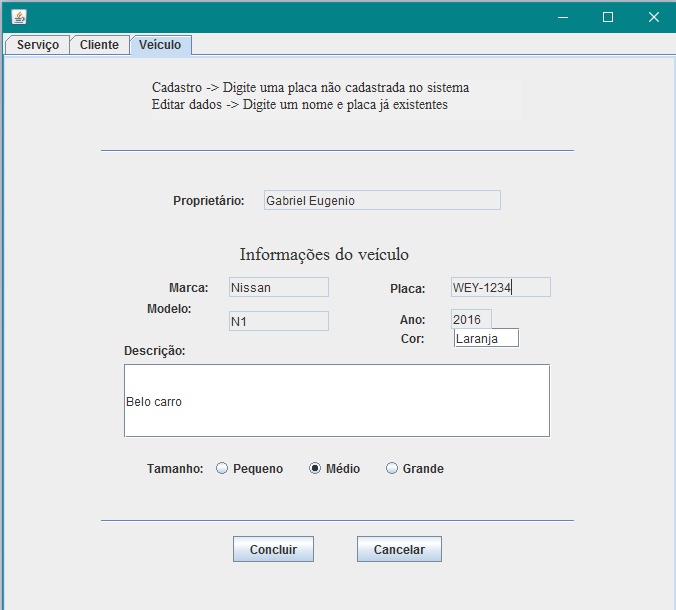 Serviço Cliente Veículo
Cadastro -> Digite uma placa não cadastrada no sistema
Editar dados -> Digite um nome e placa já existentes
Proprietário: Gabriel Eugenio
Informações do veículo
Marca: Nissan Placa: WEY-1234
Modelo: N1 Ano: 2016
Cor: Laranja
Descrição:
Belo carro
Tamanho: Pequeno Médio Grande
Concluir Cancelar